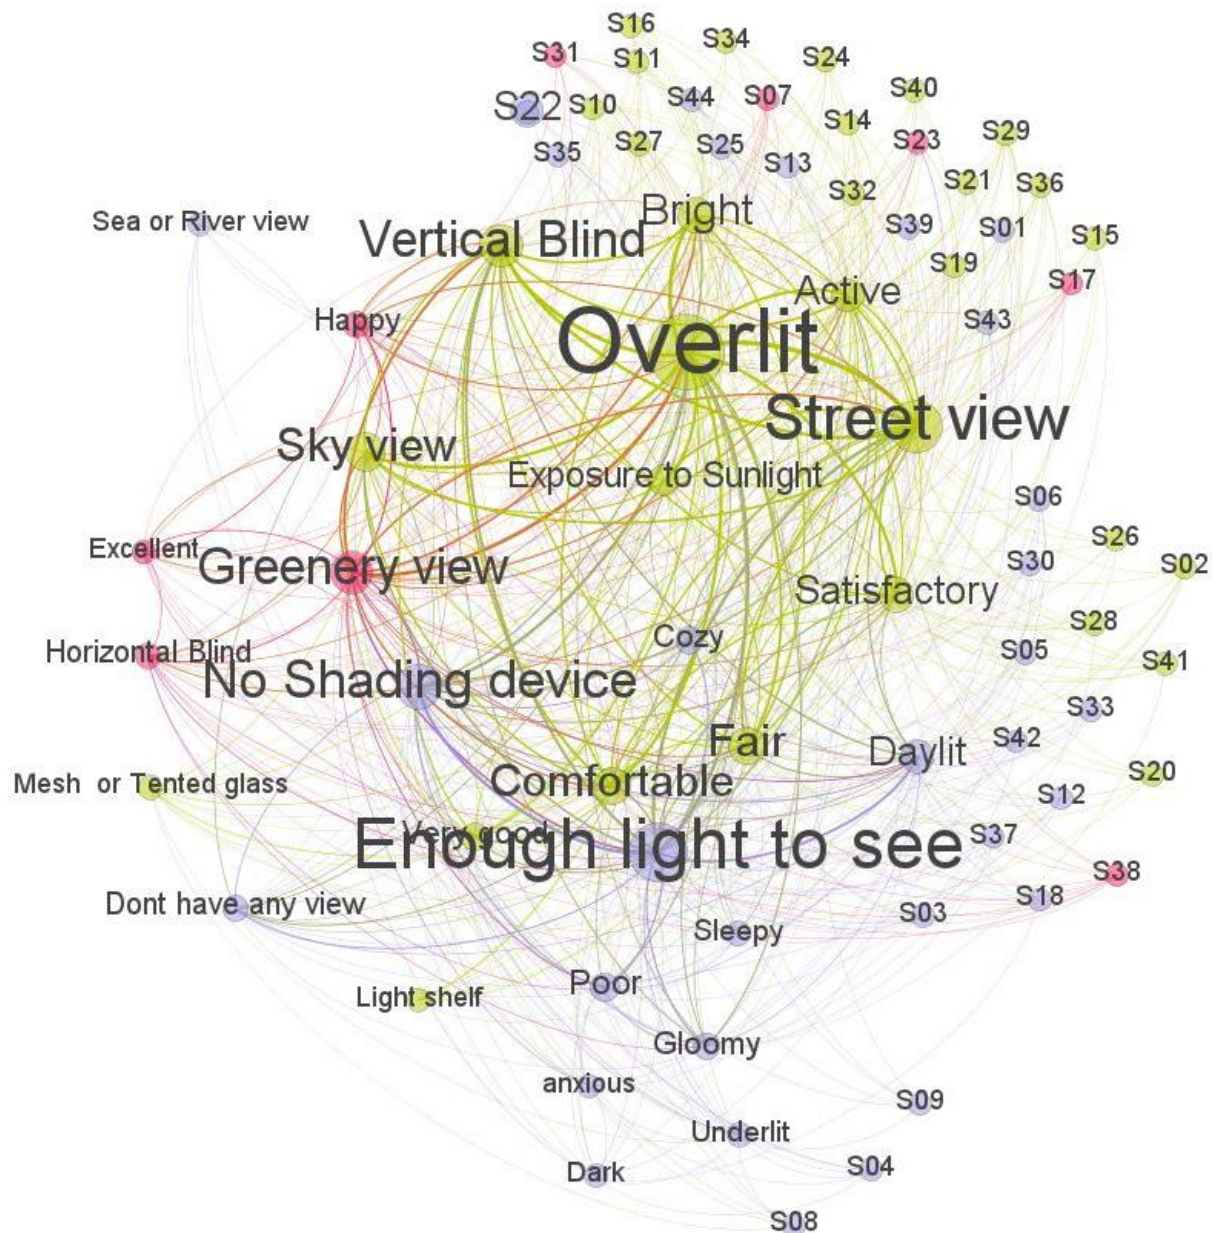 S16
S34
S31
S11
S24
S22
S10
S44
S07
S40
S14
S27
S25
S23
S29
S35
S13
S32
S21
S36
Sea or River view
Bright
S39
S01
S15
Vertical Blind
S19
S17
Happy
Active
S43
Overlit
Street view
Sky view
Exposure to Sunlight
S06
S26
Excellent
Greenery view
S30
S02
Satisfactory
S28
Horizontal Blind
Cozy
S05
S41
No Shading device
S33
Fair
Daylit
S42
Mesh or Tented glass
Comfortable
S20
S12
Very good
Enough light to see
S37
S38
Dont have any view
S18
S03
Sleepy
Light shelf
Poor
Gloomy
anxious
S09
Underlit
Dark
S04
S08